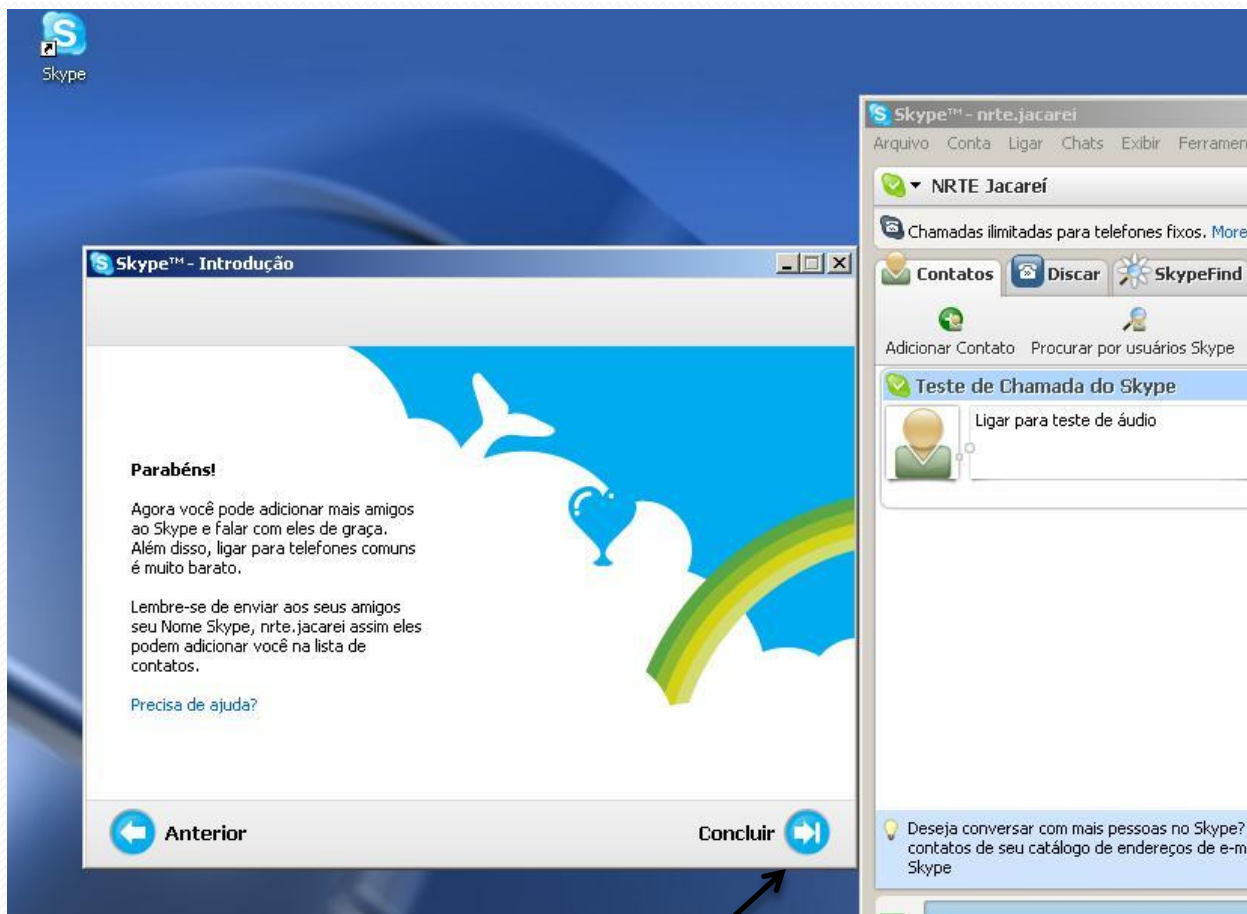 Skype
Skype™ - Introdução
Parabéns!
Agora você pode adicionar mais amigos
ao Skype e falar com eles de graça.
Além disso, ligar para telefones comuns
é muito barato.
Lembre-se de enviar aos seus amigos
seu Nome Skype, nrte.jacarei assim eles
podem adicionar você na lista de
contatos.
Precisa de ajuda?
Anterior
Concluir
Skype™ - nrte.jacarei
Arquivo Conta Ligar Chats Exibir Ferramen
NRTE Jacareí
Chamadas ilimitadas para telefones fixos. More
Contatos Discar SkypeFind
Adicionar Contato Procurar por usuários Skype
Teste de Chamada do Skype
Ligar para teste de áudio
Deseja conversar com mais pessoas no Skype?
contatos de seu catálogo de endereços de e-m
Skype